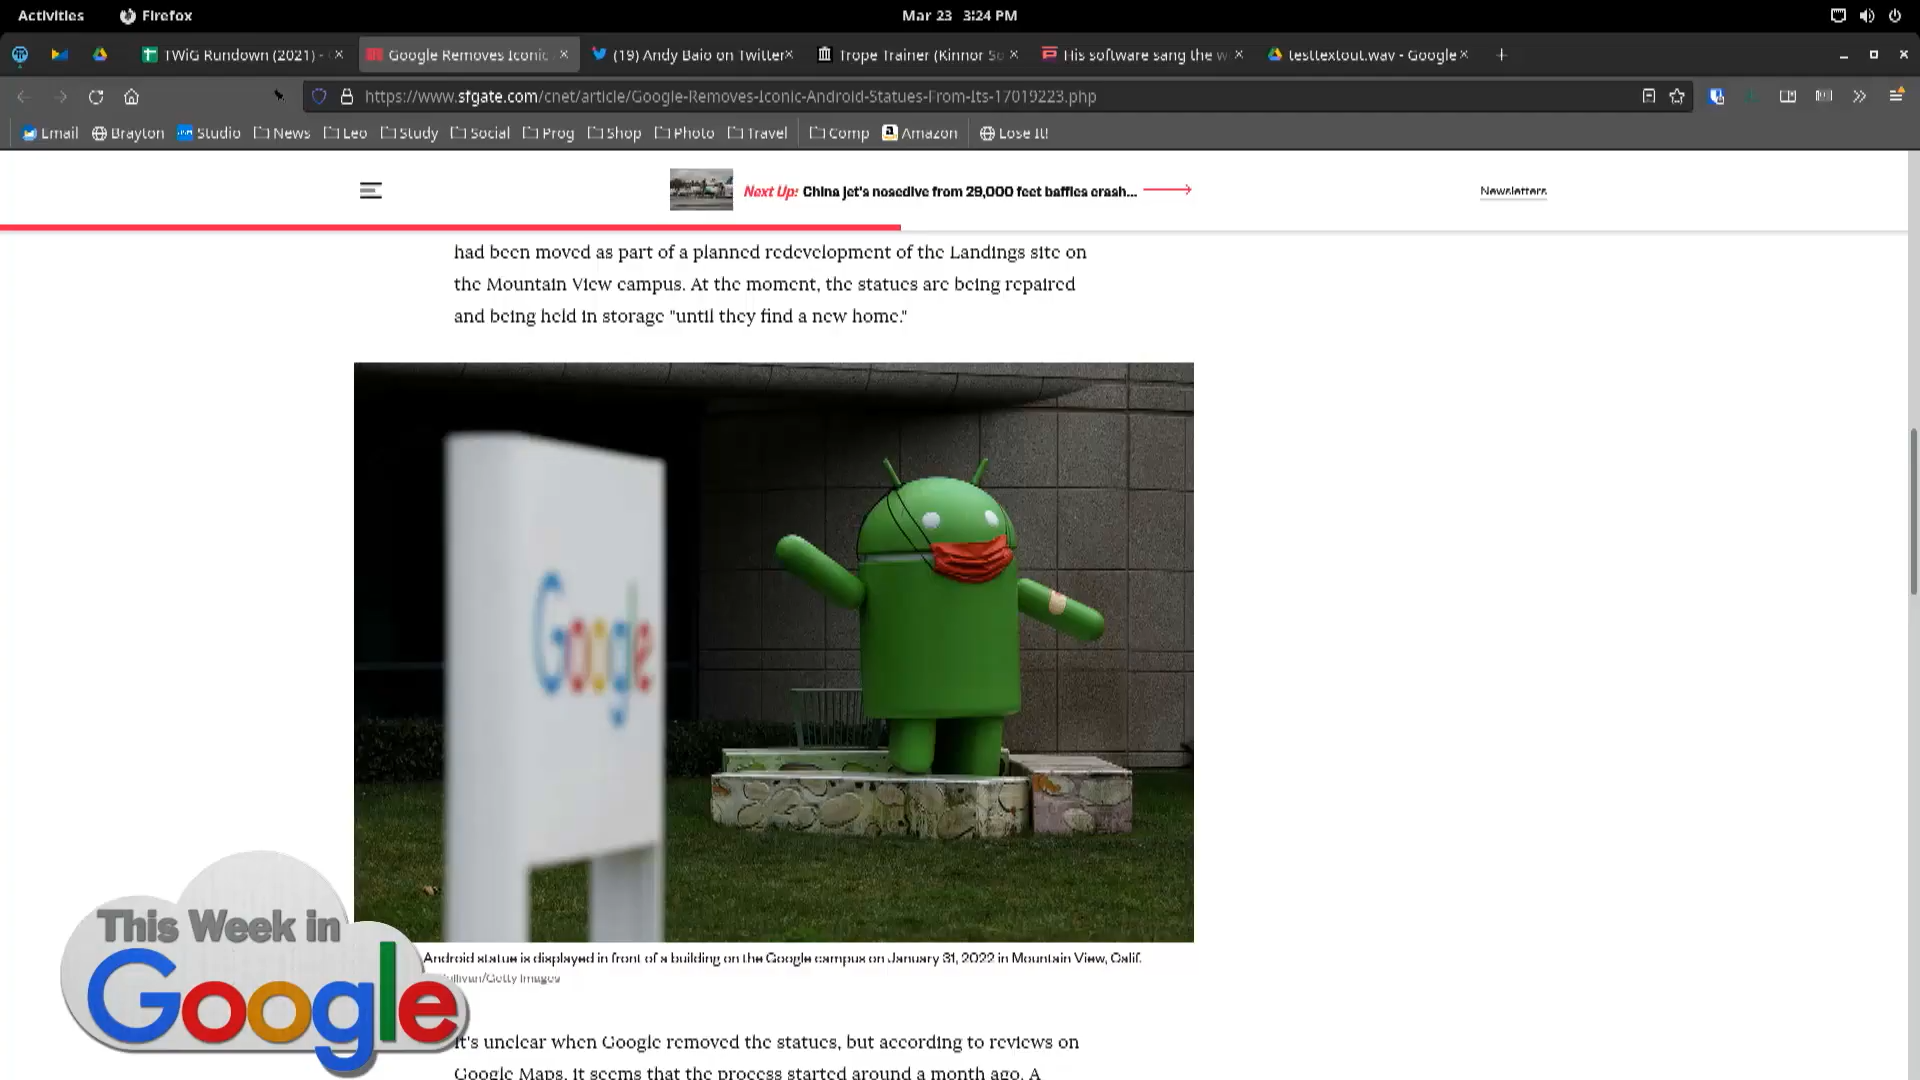 Activities Firefox Mar 23 3:24 PM
TWiG Rundown (2021) - Google Removes Iconic (19) Andy Baio on Twitter Trope Trainer (Kinnor So His software sang the w testtextout.wav - Google
https://www.sfgate.com/cnet/article/Google-Removes-Iconic-Android-Statues-From-Its-17019223.php
Email Brayton Studio News Leo Study Social Prog Shop Photo Travel Comp Amazon Lose It!
Next Up: China jet's nosedive from 29,000 feet baffles crash... Newsletters
had been moved as part of a planned redevelopment of the Landings site on
the Mountain View campus. At the moment, the statues are being repaired
and being held in storage "until they find a new home."
Google
Android statue is displayed in front of a building on the Google campus on January 31, 2022 in Mountain View, Calif.
/Getty Images
This Week in
Google
It's unclear when Google removed the statues, but according to reviews on
Google Maps, it seems that the process started around a month ago. A